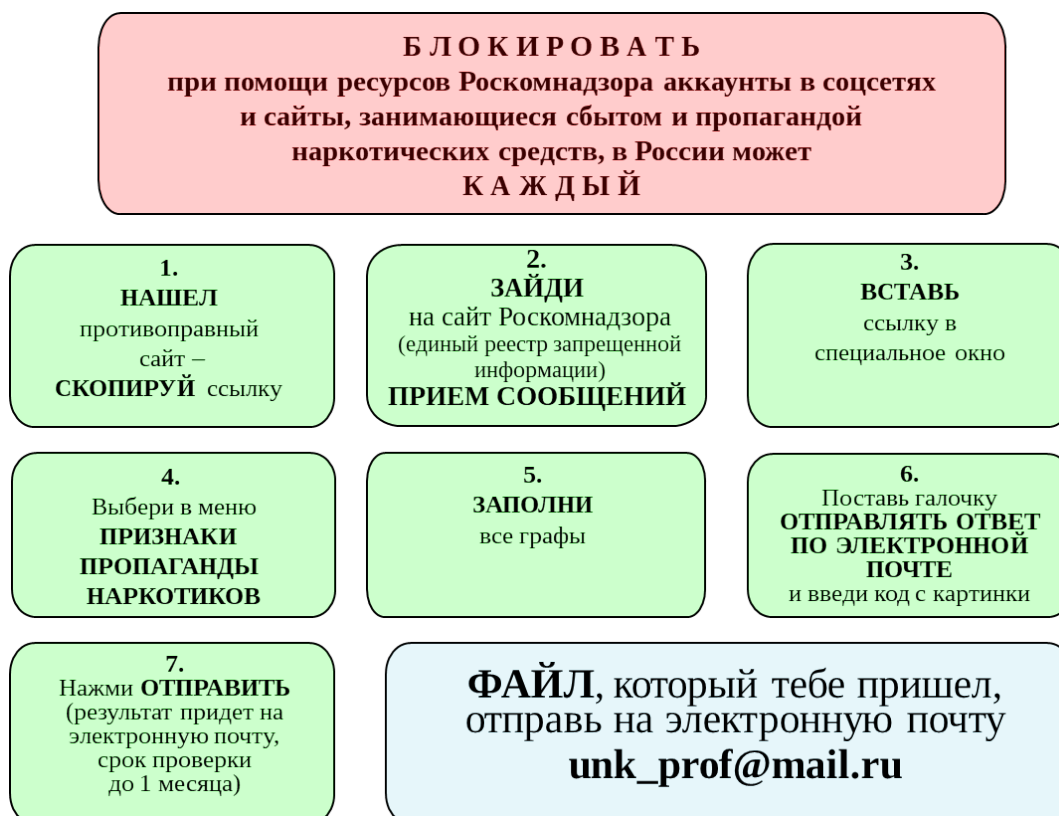 Б Л О К И Р О В А Т Ь
при помощи ресурсов Роскомнадзора аккаунты в соцсетях
и сайты, занимающиеся сбытом и пропагандой
наркотических средств, в России может
К А Ж Д Ы Й
1.
НАШЕЛ
противоправный
сайт –
СКОПИРУЙ ссылку
2.
ЗАЙДИ
на сайт Роскомнадзора
(единый реестр запрещенной
информации)
ПРИЕМ СООБЩЕНИЙ
3.
ВСТАВЬ
ссылку в
специальное окно
4.
Выбери в меню
ПРИЗНАКИ
ПРОПАГАНДЫ
НАРКОТИКОВ
5.
ЗАПОЛНИ
все графы
6.
Поставь галочку
ОТПРАВЛЯТЬ ОТВЕТ
ПО ЭЛЕКТРОННОЙ
ПОЧТЕ
и введи код с картинки
7.
Нажми ОТПРАВИТЬ
(результат придет на
электронную почту,
срок проверки
до 1 месяца)
ФАЙЛ, который тебе пришел,
отправь на электронную почту
unk_prof@mail.ru